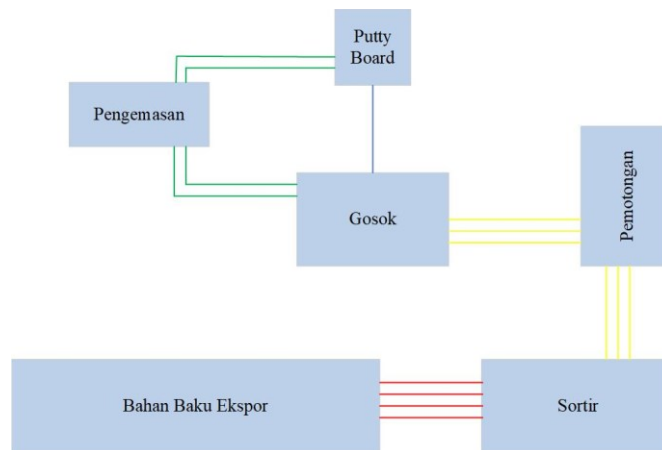 Putty
Board
Pengemasan
Pemotongan
Gosok
Bahan Baku Ekspor
Sortir